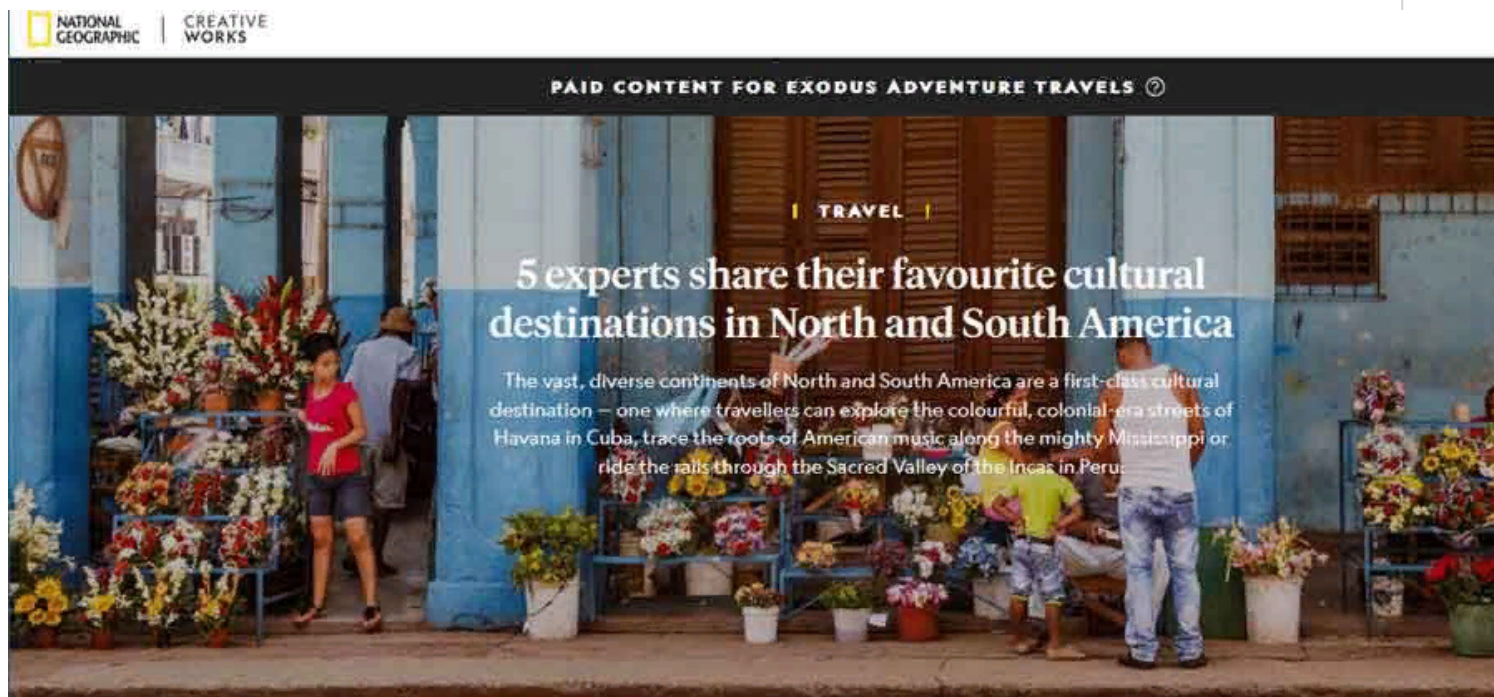 NATIONAL
GEOGRAPHIC
CREATIVE
WORKS
PAID CONTENT FOR EXODUS ADVENTURE TRAVELS ?
TRAVEL
5 experts share their favourite cultural
destinations in North and South America
The vast, diverse continents of North and South America are a first-class cultural
destination – one where travellers can explore the colourful, colonial-era streets of
Havana in Cuba, trace the roots of American music along the mighty Mississippi or
ride the rails through the Sacred Valley of the Incas in Peru.